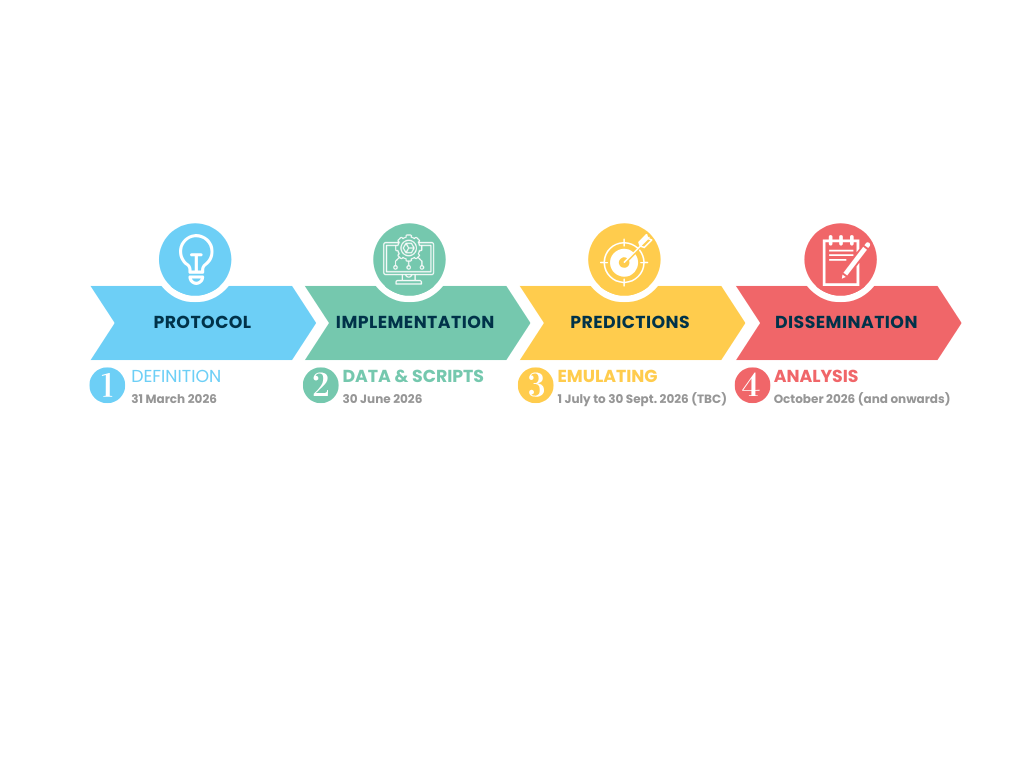 PROTOCOL
IMPLEMENTATION
PREDICTIONS
DISSEMINATION
1 DEFINITION
31 March 2026
2 DATA & SCRIPTS
30 June 2026
3 EMULATING
1 July to 30 Sept. 2026 (TBC)
4 ANALYSIS
October 2026 (and onwards)